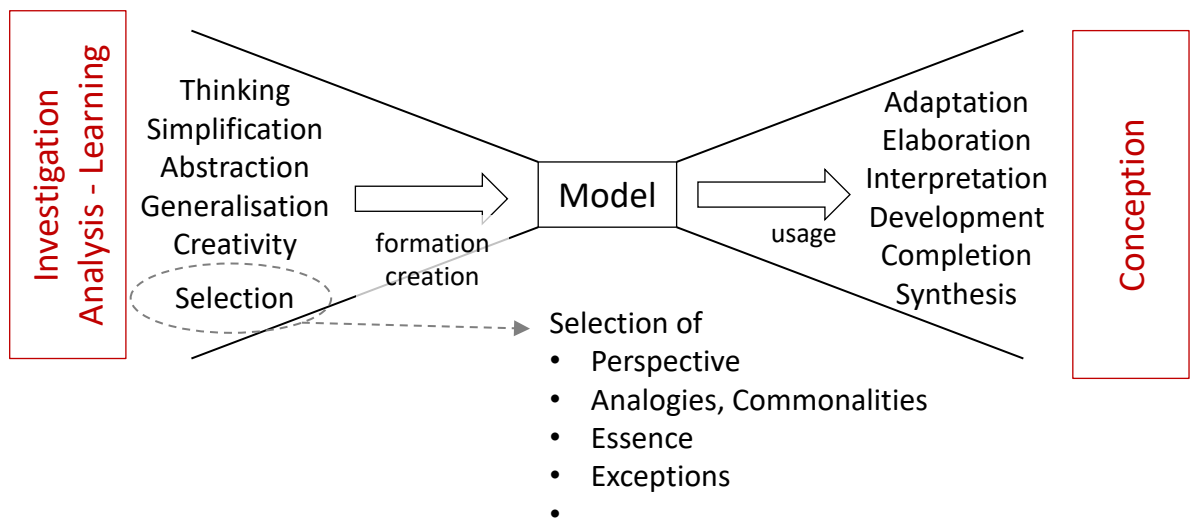 Investigation
Analysis - Learning
Thinking
Simplification
Abstraction
Generalisation
Creativity
Selection
formation
creation
Model
usage
Adaptation
Elaboration
Interpretation
Development
Completion
Synthesis
Conception
Selection of
• Perspective
• Analogies, Commonalities
• Essence
• Exceptions
•